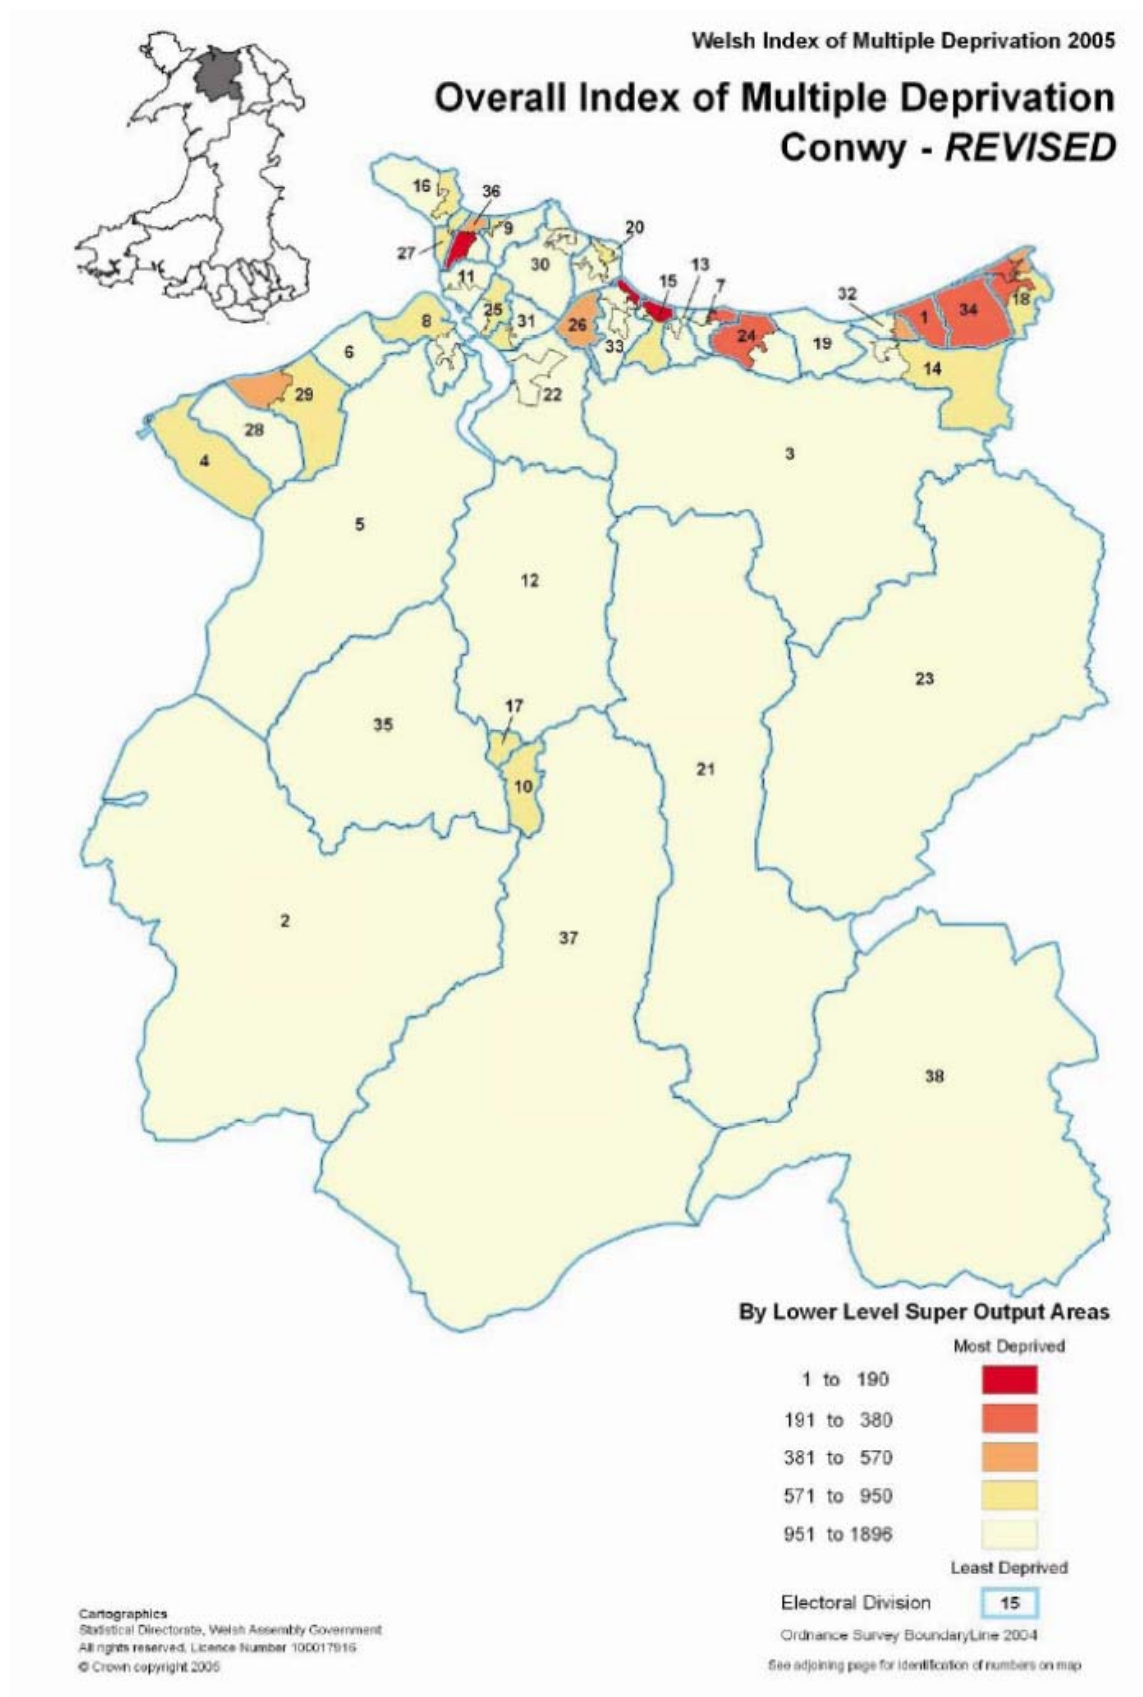 Welsh Index of Multiple Deprivation 2005
Overall Index of Multiple Deprivation
Conwy - REVISED
16
36
9
20
27
30
11
15
13
7
32
18
8
25
31
26
1
34
6
33
24
19
14
29
22
28
4
3
5
12
23
17
35
21
10
2
37
38
By Lower Level Super Output Areas
Most Deprived
1 to 190
191 to 380
381 to 570
571 to 950
951 to 1896
Least Deprived
Electoral Division 15
Ordnance Survey BoundaryLine 2004
See adjoining page for identification of numbers on map
Cartographics
Statistical Directorate, Welsh Assembly Government
All rights reserved, Licence Number 100017916
© Crown copyright 2005